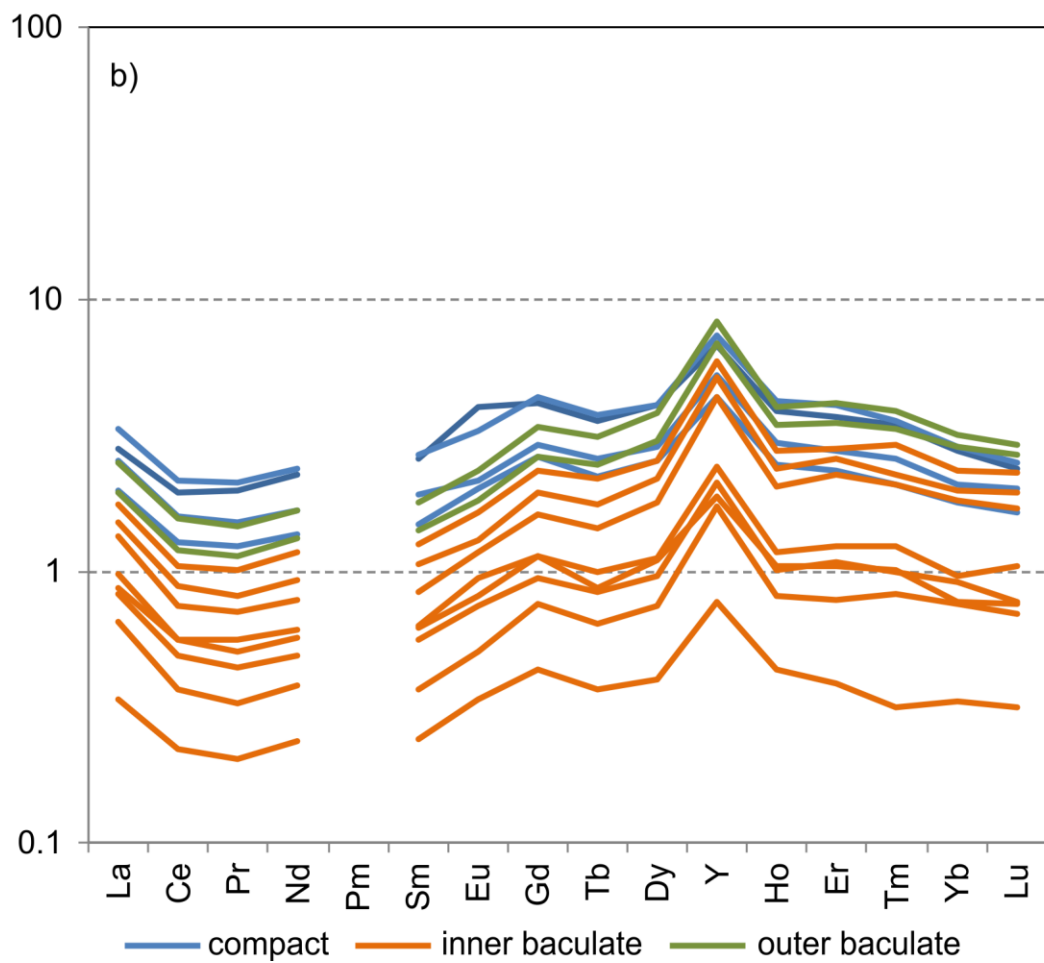 100
b)
10
1
0.1
La Ce Pr Nd Pm Sm Eu Gd Tb Dy Y Ho Er Tm Yb Lu
compact inner baculate outer baculate